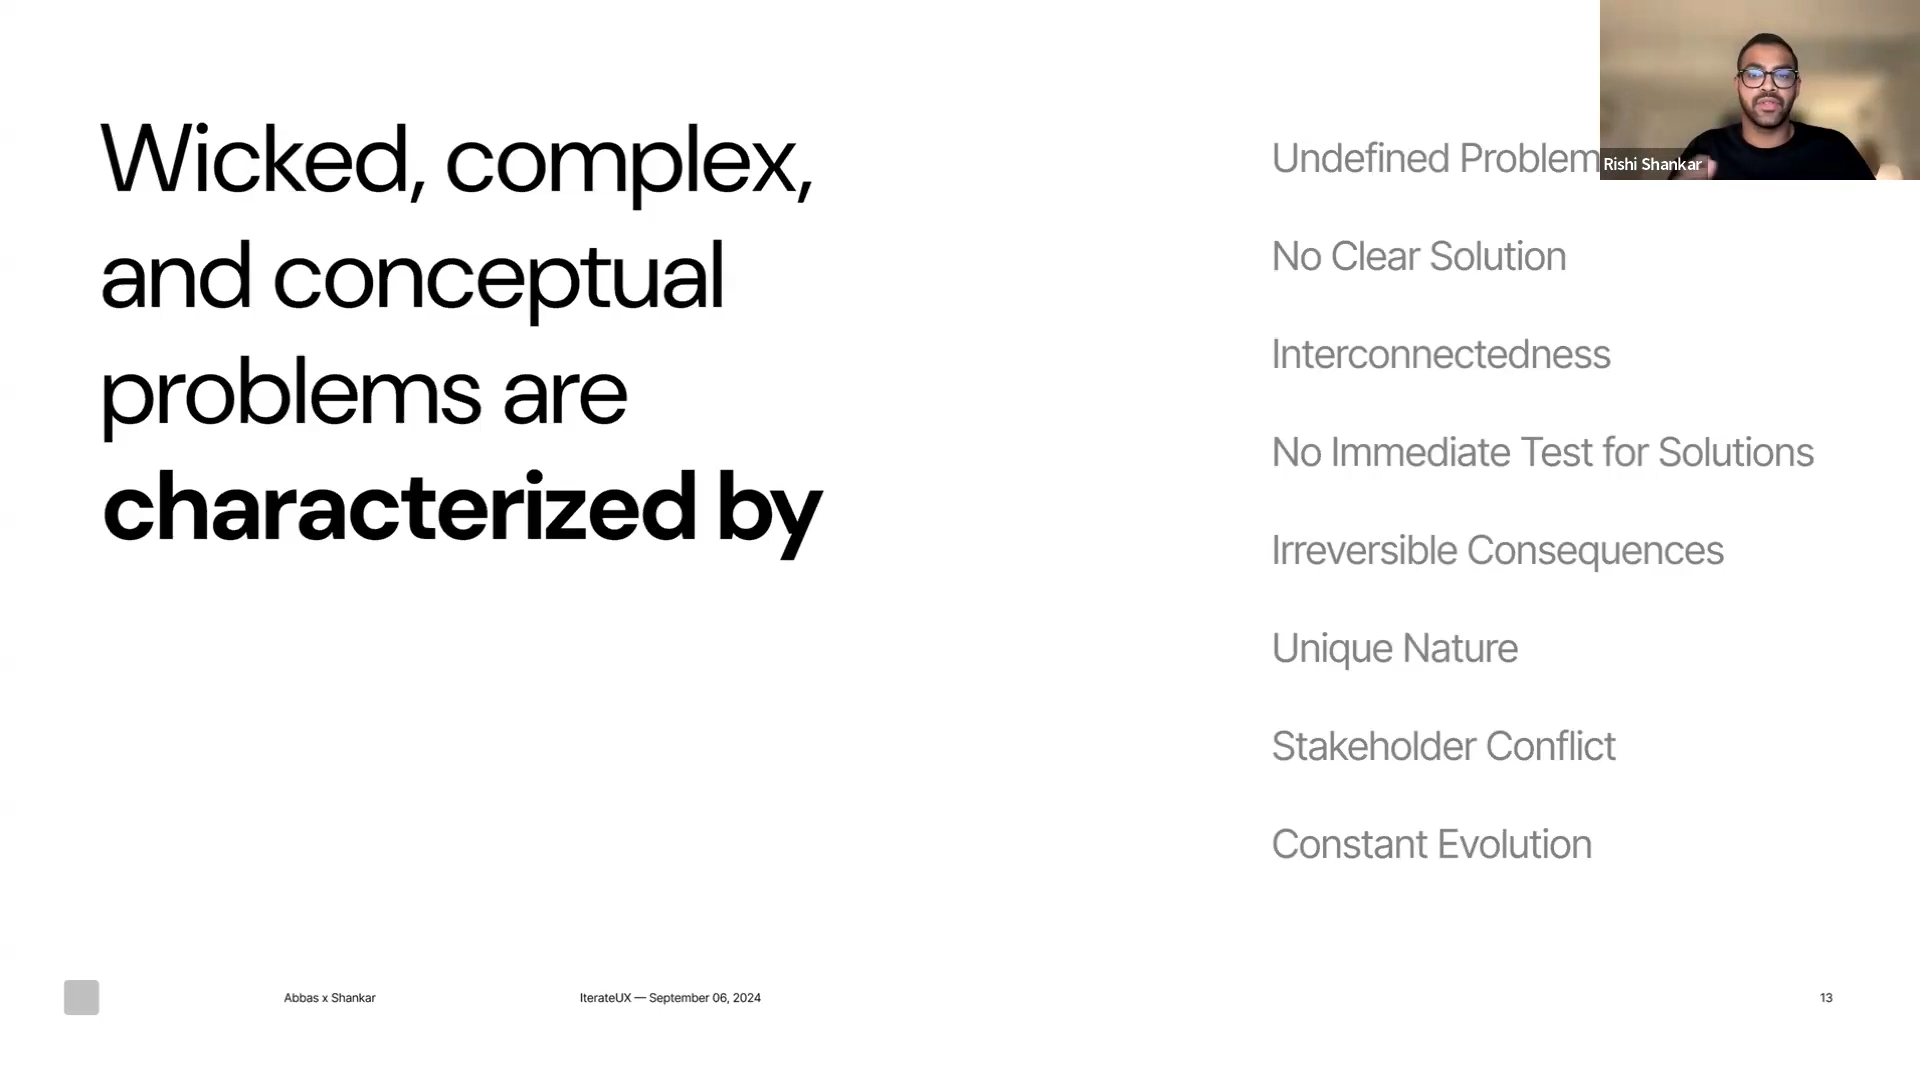 Wicked, complex,
and conceptual
problems are
characterized by
Undefined Problem
No Clear Solution
Interconnectedness
No Immediate Test for Solutions
Irreversible Consequences
Unique Nature
Stakeholder Conflict
Constant Evolution
Rishi Shankar
Abbas x Shankar
IterateUX — September 06, 2024
13